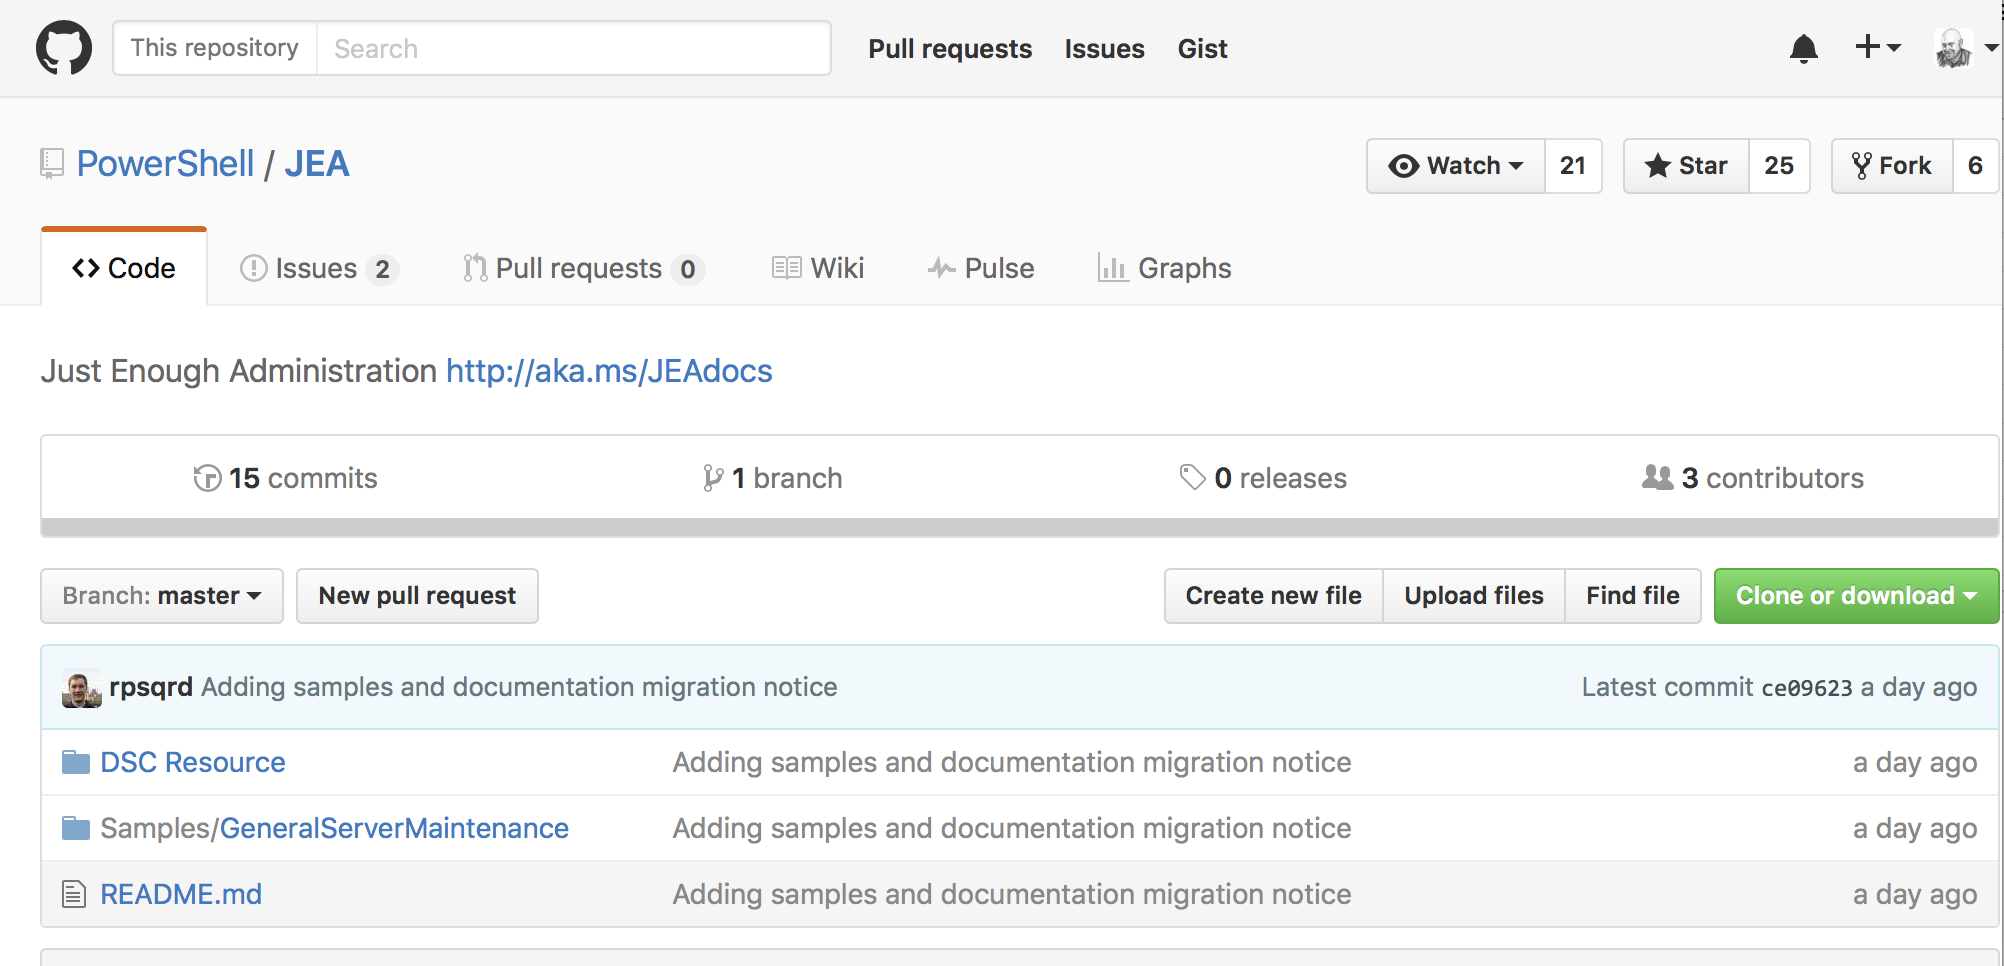 This repository Search Pull requests Issues Gist
PowerShell / JEA Watch 21 Star 25 Fork 6
Code Issues 2 Pull requests 0 Wiki Pulse Graphs
Just Enough Administration http://aka.ms/JEAdocs
15 commits 1 branch 0 releases 3 contributors
Branch: master New pull request Create new file Upload files Find file Clone or download
rpsqrd Adding samples and documentation migration notice Latest commit ce09623 a day ago
DSC Resource Adding samples and documentation migration notice a day ago
Samples/GeneralServerMaintenance Adding samples and documentation migration notice a day ago
README.md Adding samples and documentation migration notice a day ago